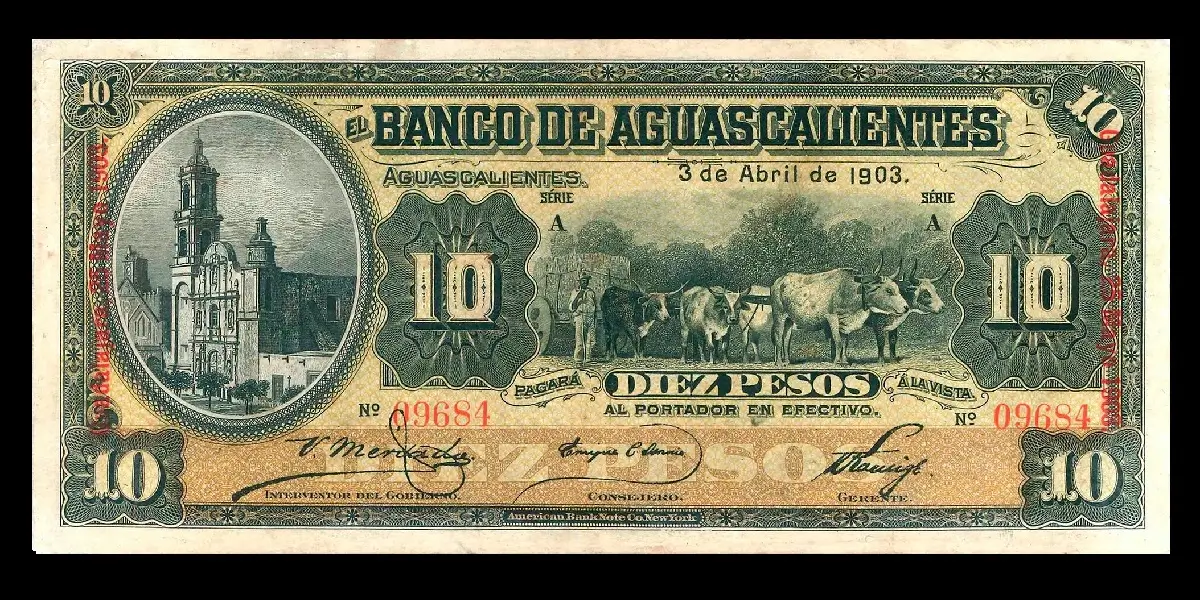 10
10
EL BANCO DE AGUASCALIENTES
AGUASCALIENTES.
3 de Abril de 1903.
SÉRIE
A
SÉRIE
A
10
10
PAGARÁ DIEZ PESOS Á LA VISTA
AL PORTADOR EN EFECTIVO.
Nº 09684
Nº 09684
DIEZ PESOS
10
10
INTERVENTOR DEL GOBIERNO.
CONSEJERO.
GERENTE.
American Bank Note Co. New York